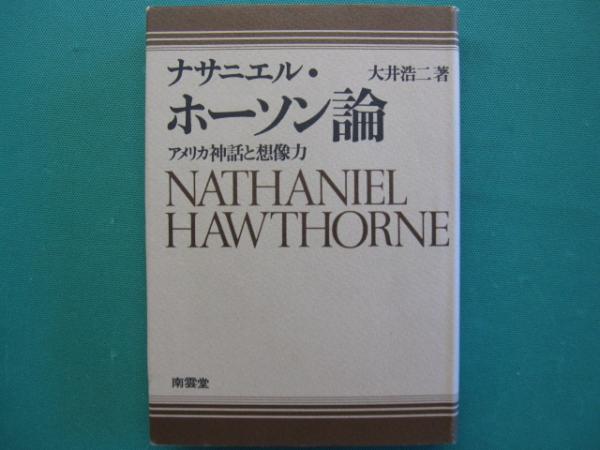 ナサニエル・
大井浩二著
ホーソン論
アメリカ神話と想像力
NATHANIEL
HAWTHORNE
南雲堂